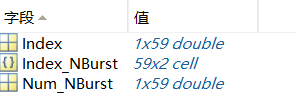 字段 值
Index 1x59 double
Index_NBurst 59x2 cell
Num_NBurst 1x59 double